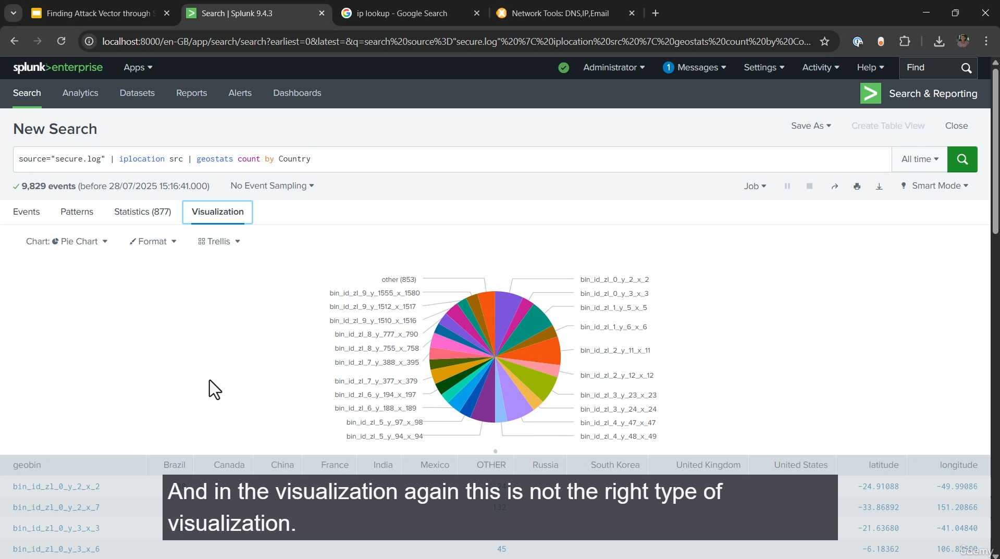 Finding Attack Vector through S
Search | Splunk 9.4.3
ip lookup - Google Search
Network Tools: DNS,IP,Email
localhost:8000/en-GB/app/search/search?earliest=0&latest=&q=search%20source%3D"secure.log"%20%7C%20iplocation%20src%20%7C%20geostats%20count%20by%20Co...
splunk>enterprise
Apps
Administrator
1 Messages
Settings
Activity
Help
Find
Search
Analytics
Datasets
Reports
Alerts
Dashboards
> Search & Reporting
New Search
Save As
Create Table View
Close
source="secure.log" | iplocation src | geostats count by Country
All time
✓ 9,829 events (before 28/07/2025 15:16:41.000)
No Event Sampling
Job
Smart Mode
Events
Patterns
Statistics (877)
Visualization
Chart: Pie Chart
Format
Trellis
other (853)
bin_id_zl_9_y_1555_x_1580
bin_id_zl_9_y_1512_x_1517
bin_id_zl_9_y_1510_x_1516
bin_id_zl_8_y_777_x_790
bin_id_zl_8_y_755_x_758
bin_id_zl_7_y_388_x_395
bin_id_zl_7_y_377_x_379
bin_id_zl_6_y_194_x_197
bin_id_zl_6_y_188_x_189
bin_id_zl_5_y_97_x_98
bin_id_zl_5_y_94_x_94
bin_id_zl_0_y_2_x_2
bin_id_zl_0_y_3_x_3
bin_id_zl_1_y_5_x_5
bin_id_zl_1_y_6_x_6
bin_id_zl_2_y_11_x_11
bin_id_zl_2_y_12_x_12
bin_id_zl_3_y_23_x_23
bin_id_zl_3_y_24_x_24
bin_id_zl_4_y_47_x_47
bin_id_zl_4_y_48_x_49
geobin Brazil Canada China France India Mexico OTHER Russia South Korea United Kingdom United States latitude longitude
bin_id_zl_0_y_2_x_2 -24.91088 -49.99086
bin_id_zl_0_y_2_x_7 132 -33.86892 151.20866
bin_id_zl_0_y_3_x_3 -21.63680 -41.04840
bin_id_zl_0_y_3_x_6 45 -6.18362
And in the visualization again this is not the right type of
visualization.
ûdemy